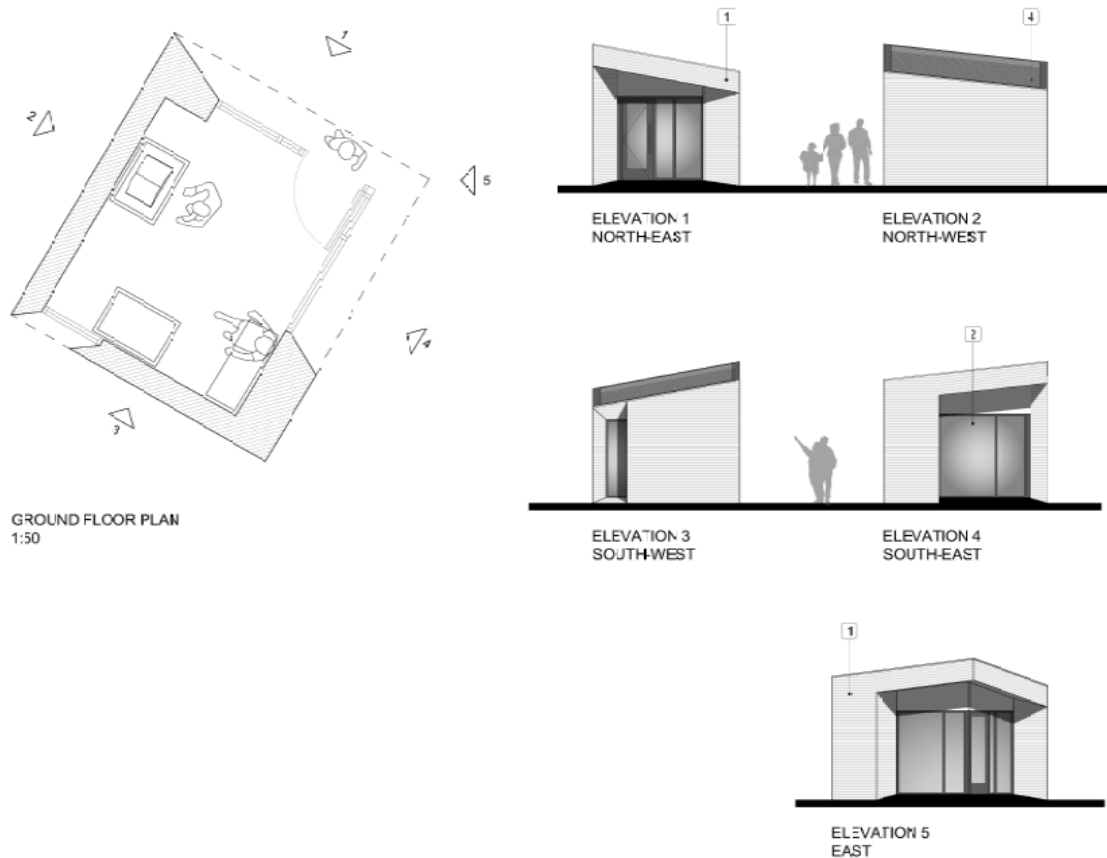 1
2
5
4
3
GROUND FLOOR PLAN
1:50
1
4
ELEVATION 1
NORTH-EAST
ELEVATION 2
NORTH-WEST
2
ELEVATION 3
SOUTH-WEST
ELEVATION 4
SOUTH-EAST
1
ELEVATION 5
EAST